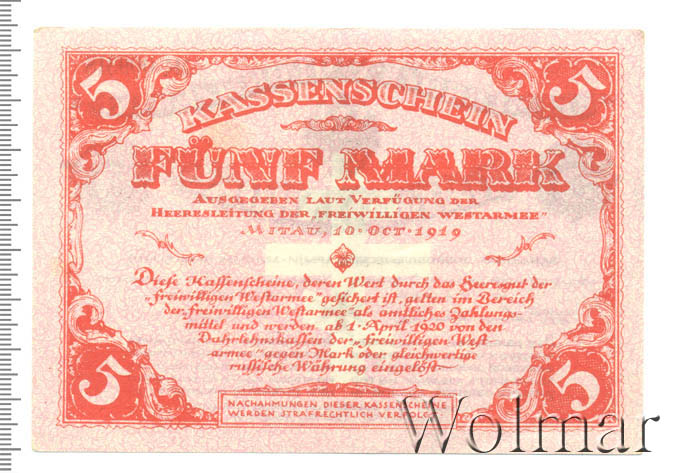 5 5
KASSENSCHEIN
FÜNF MARK
AUSGEGEBEN LAUT VERFÜGUNG DER
HEERESLEITUNG DER „FREIWILLIGEN WESTARMEE"
MITAU, 10·OCT·1919
Diese Kassenscheine, deren Wert durch das Heeresgut der
„freiwilligen Westarmee" gesichert ist, gelten im Bereich
der „freiwilligen Westarmee" als amtliches Zahlungs-
mittel und werden ab 1·April 1920 von den
Darlehnskassen der „freiwilligen West-
armee" gegen Mark oder gleichwertige
russische Währung eingelöst·
5 5
NACHAHMUNGEN DIESER KASSENSCHEINE
WERDEN STRAFRECHTLICH VERFOLGT
Wolmar